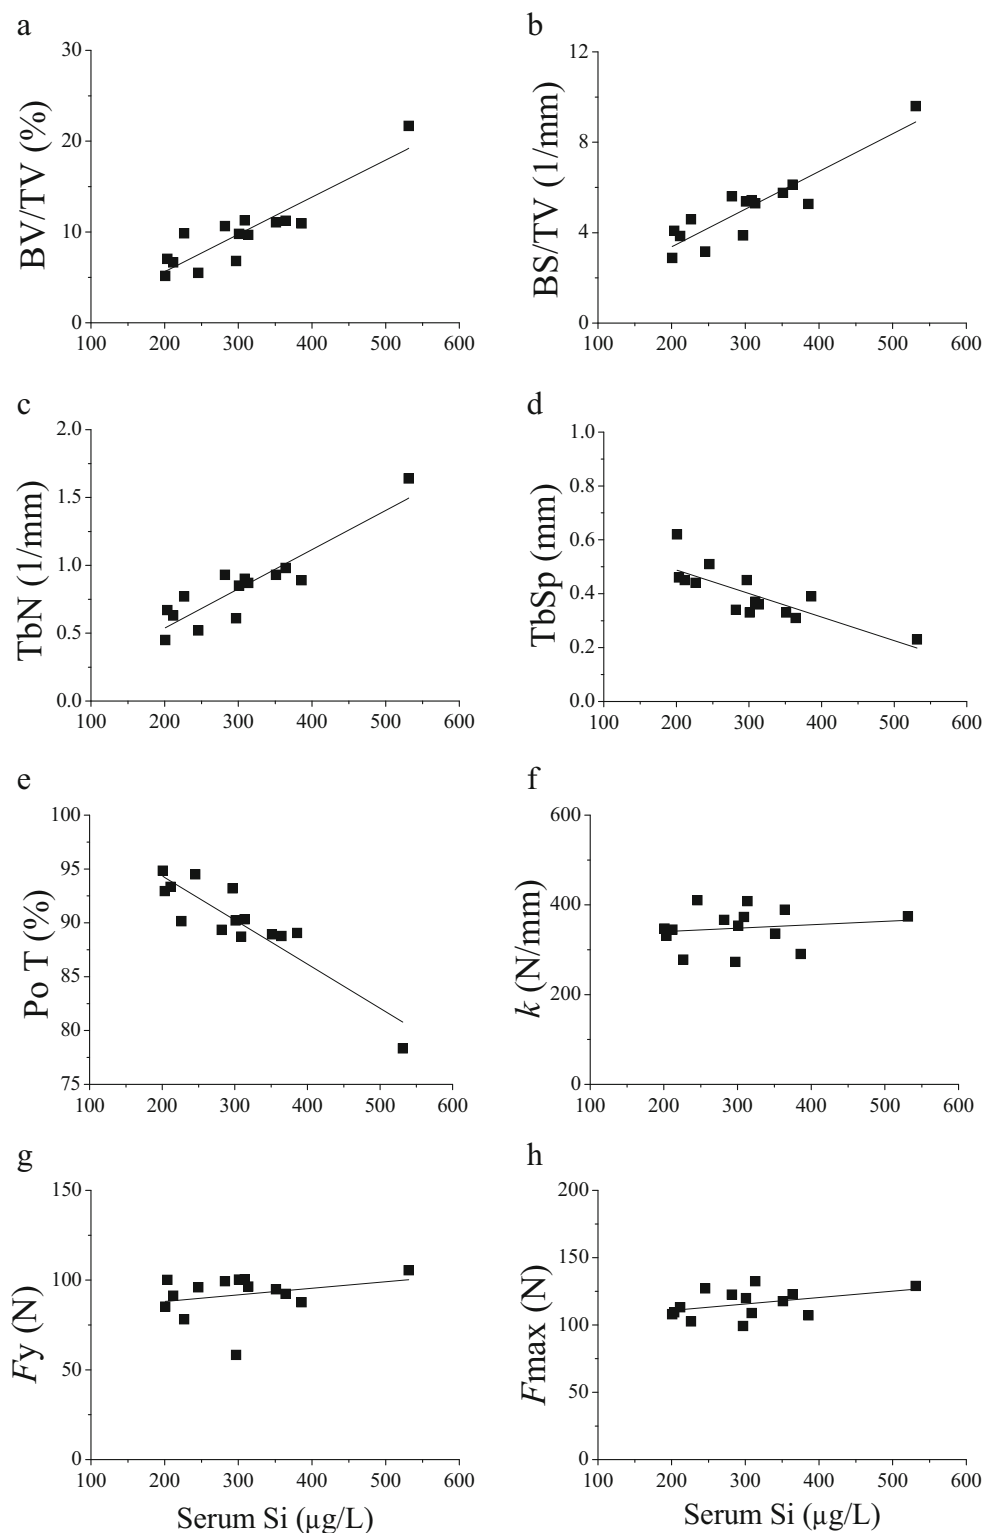 a
BV/TV (%)
30
20
10
0
100 200 300 400 500 600
b
BS/TV (1/mm)
12
8
4
0
100 200 300 400 500 600
c
TbN (1/mm)
2.0
1.5
1.0
0.5
0.0
100 200 300 400 500 600
d
TbSp (mm)
1.0
0.8
0.6
0.4
0.2
0.0
100 200 300 400 500 600
e
Po T (%)
100
95
90
85
80
75
100 200 300 400 500 600
f
k (N/mm)
600
400
200
0
100 200 300 400 500 600
g
Fy (N)
150
100
50
0
100 200 300 400 500 600
Serum Si (µg/L)
h
Fmax (N)
200
150
100
50
0
100 200 300 400 500 600
Serum Si (µg/L)